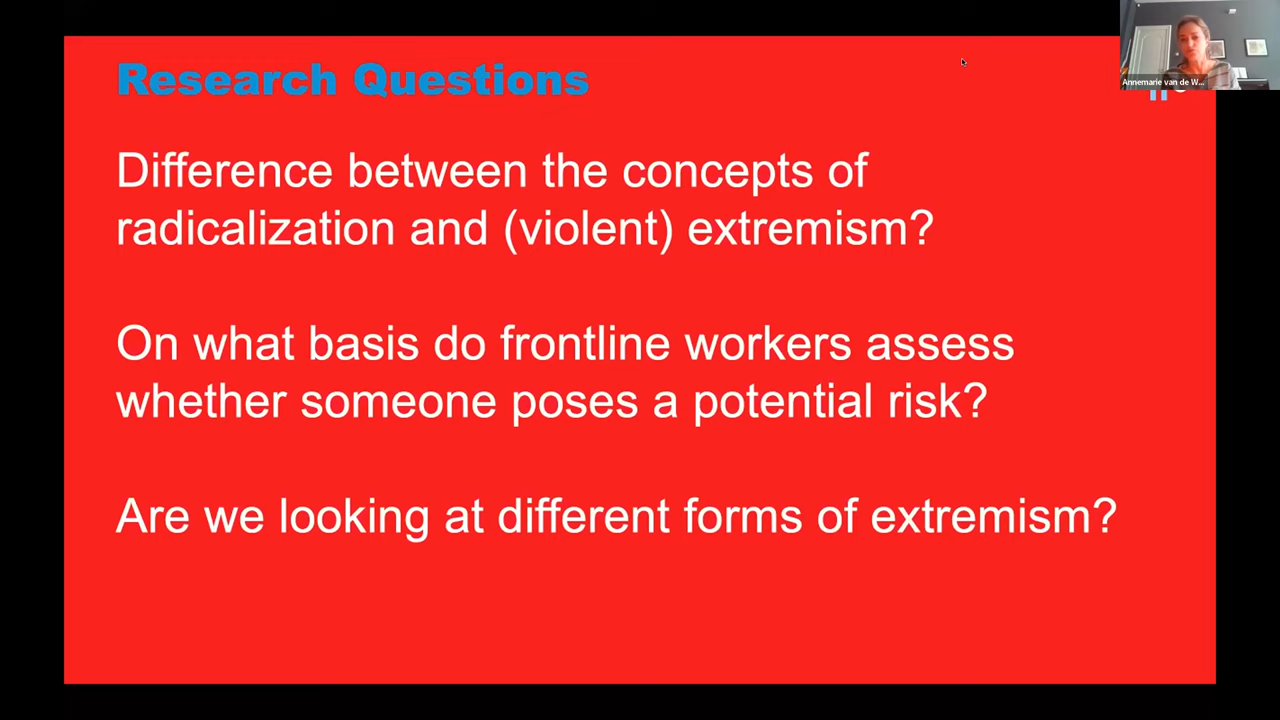 Research Questions
Annemarie van de W...
Difference between the concepts of
radicalization and (violent) extremism?
On what basis do frontline workers assess
whether someone poses a potential risk?
Are we looking at different forms of extremism?